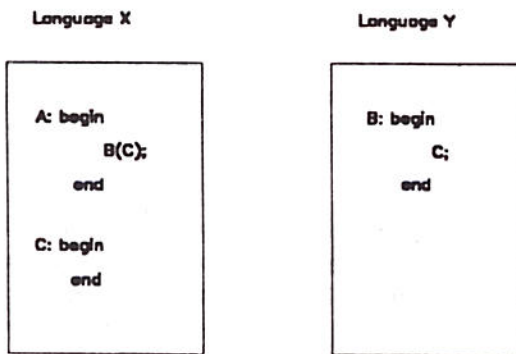 Language X
A: begin
B(C);
end
C: begin
end
Language Y
B: begin
C;
end